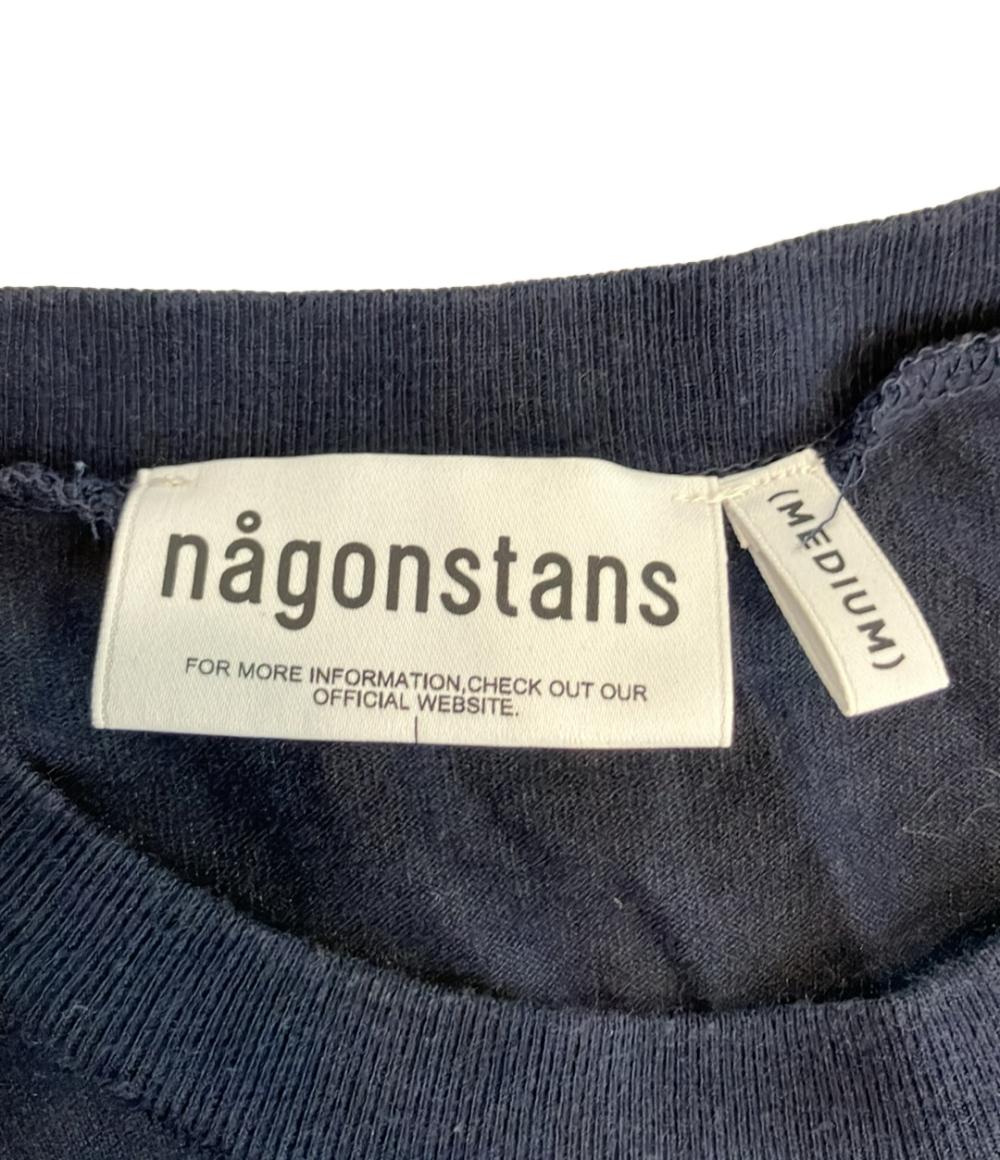 någonstans
FOR MORE INFORMATION,CHECK OUT OUR
OFFICIAL WEBSITE.
(MEDIUM)